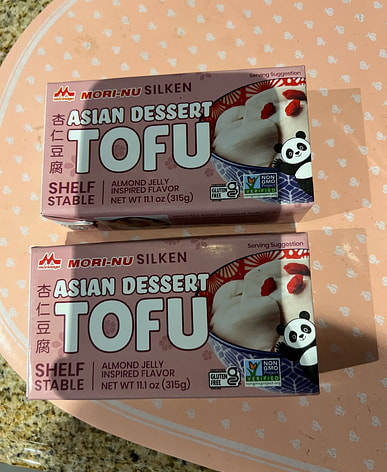 Serving Suggestion
morinaga MORI-NU SILKEN
杏仁豆腐
ASIAN DESSERT
TOFU
SHELF
STABLE
ALMOND JELLY
INSPIRED FLAVOR
NET WT 11.1 oz (315g)
GLUTEN
FREE
NON
GMO
Project
VERIFIED
Serving Suggestion
morinaga MORI-NU SILKEN
杏仁豆腐
ASIAN DESSERT
TOFU
SHELF
STABLE
ALMOND JELLY
INSPIRED FLAVOR
NET WT 11.1 oz (315g)
GLUTEN
FREE
NON
GMO
Project
VERIFIED